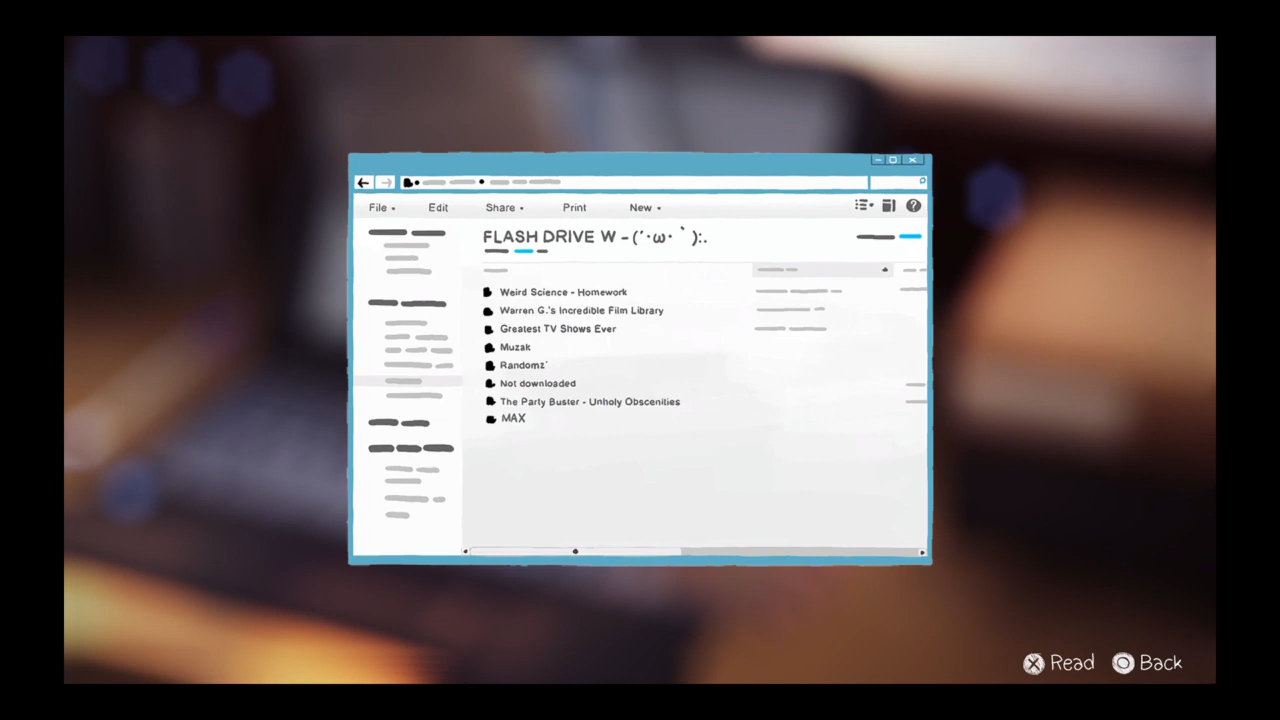 File Edit Share Print New
FLASH DRIVE W -(´･ω･`):.
Weird Science - Homework
Warren G.'s Incredible Film Library
Greatest TV Shows Ever
Muzak
Randomz'
Not downloaded
The Party Buster - Unholy Obscenities
MAX
Read Back